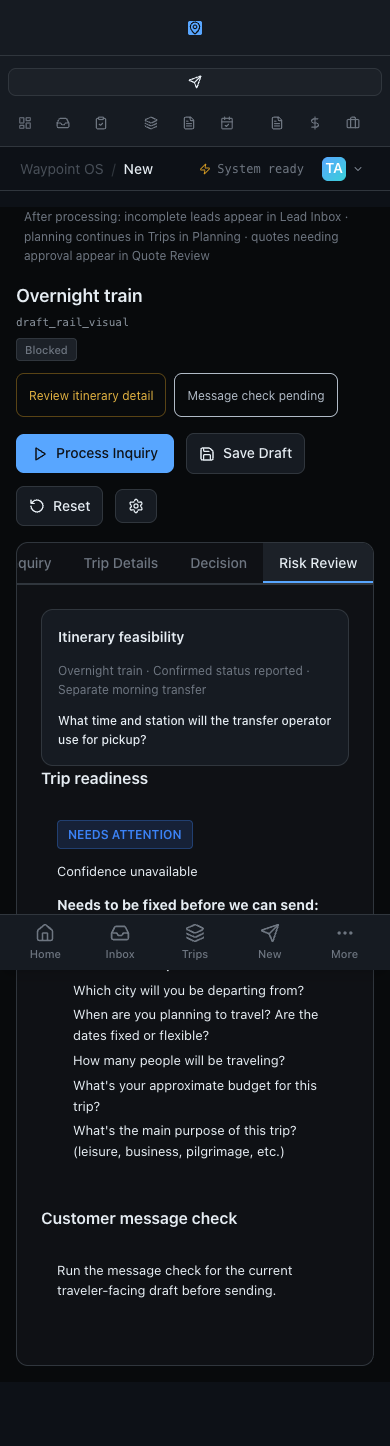 Waypoint OS / New
System ready
TA
After processing: incomplete leads appear in Lead Inbox ·
planning continues in Trips in Planning · quotes needing
approval appear in Quote Review
Overnight train
draft_rail_visual
Blocked
Review itinerary detail
Message check pending
Process Inquiry
Save Draft
Reset
quiry
Trip Details
Decision
Risk Review
Itinerary feasibility
Overnight train · Confirmed status reported ·
Separate morning transfer
What time and station will the transfer operator
use for pickup?
Trip readiness
NEEDS ATTENTION
Confidence unavailable
Needs to be fixed before we can send:
Home
Inbox
Trips
New
More
Which city will you be departing from?
When are you planning to travel? Are the
dates fixed or flexible?
How many people will be traveling?
What's your approximate budget for this
trip?
What's the main purpose of this trip?
(leisure, business, pilgrimage, etc.)
Customer message check
Run the message check for the current
traveler-facing draft before sending.